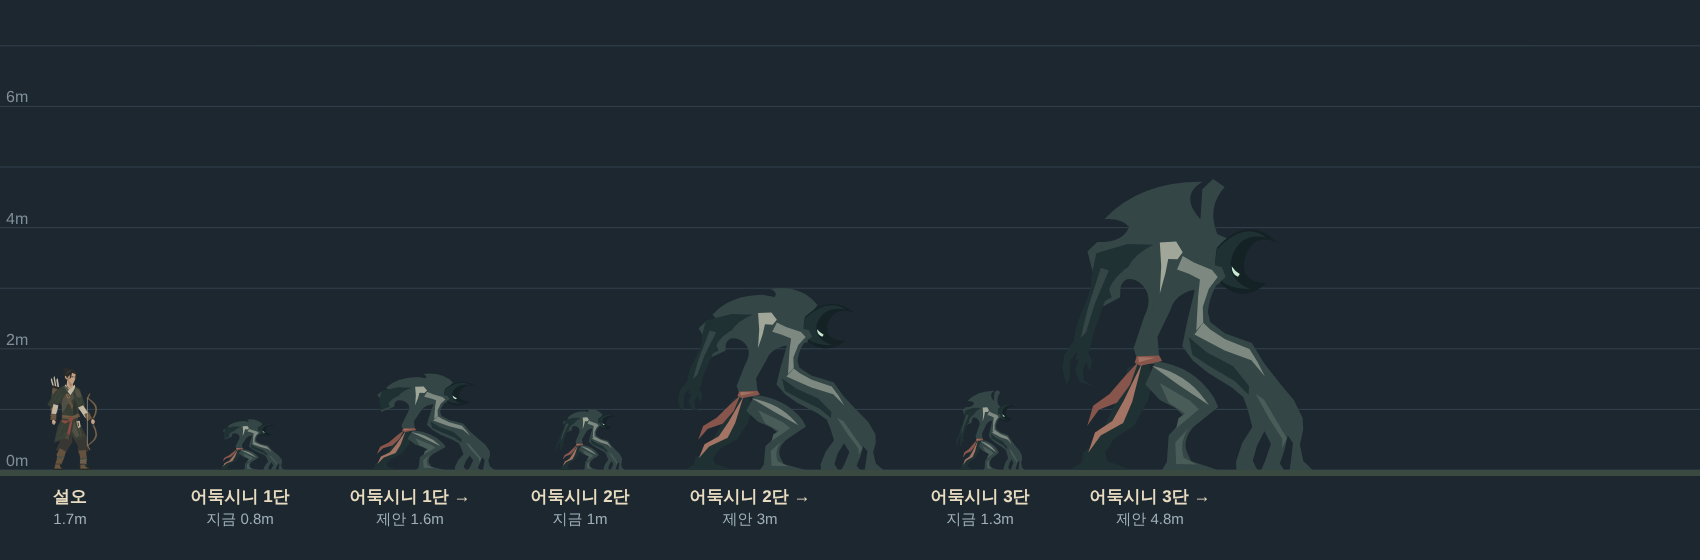 6m
4m
2m
0m
설오
1.7m
어둑시니 1단
지금 0.8m
어둑시니 1단 →
제안 1.6m
어둑시니 2단
지금 1m
어둑시니 2단 →
제안 3m
어둑시니 3단
지금 1.3m
어둑시니 3단 →
제안 4.8m